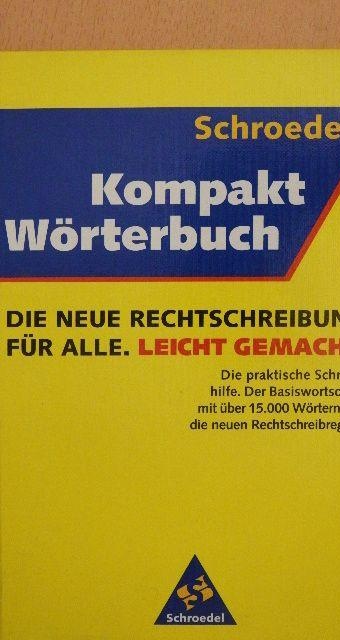 Schroede
Kompakt
Wörterbuch
DIE NEUE RECHTSCHREIBUN
FÜR ALLE. LEICHT GEMACH
Die praktische Schr
hilfe. Der Basiswortsc
mit über 15.000 Wörtern
die neuen Rechtschreibreg
S
Schroedel